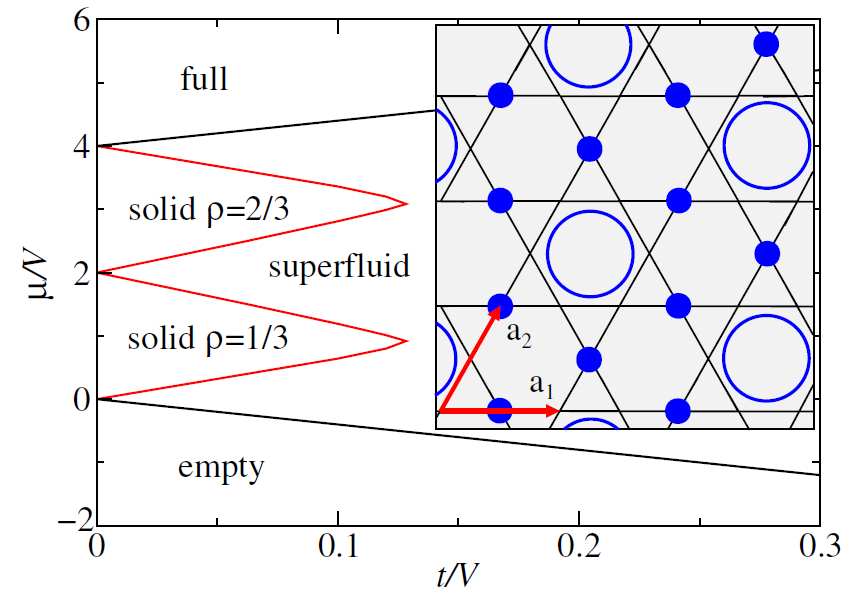 6
full
4
solid ρ=2/3
μ/V
2
superfluid
solid ρ=1/3
a2
a1
0
empty
−2
0
0.1
0.2
0.3
t/V